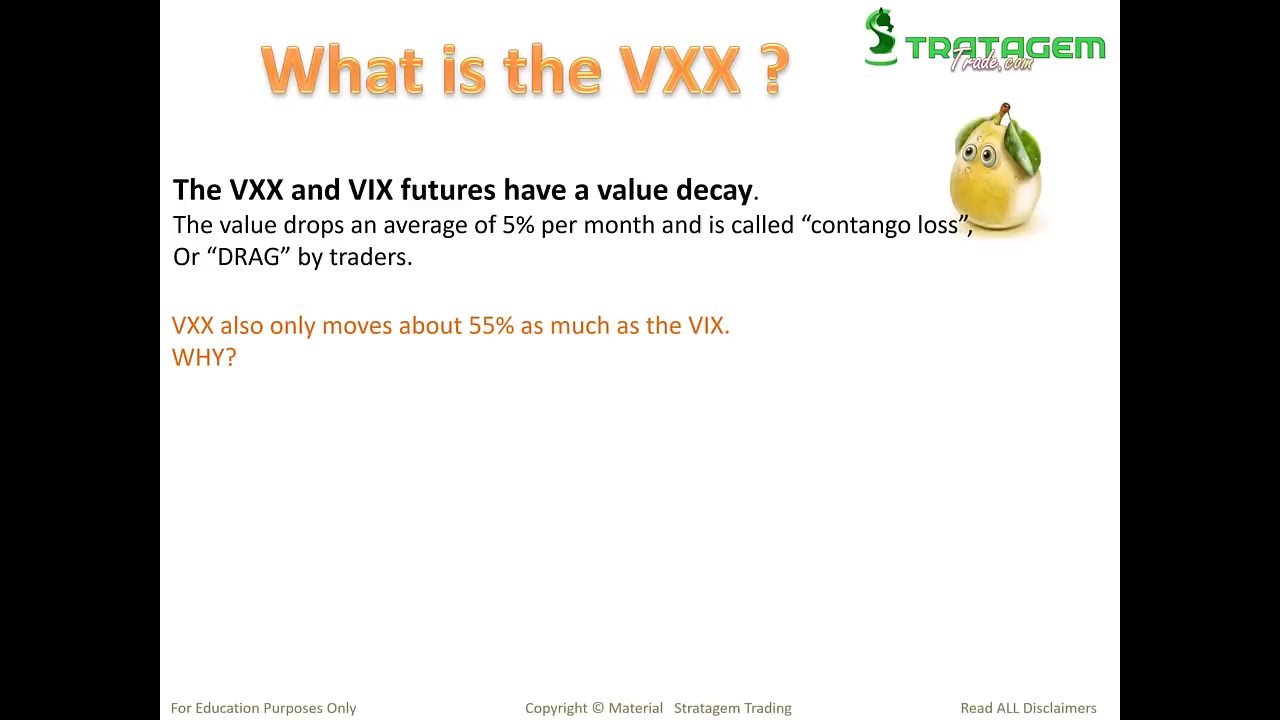 What is the VXX ?
STRATAGEM
Trade.com
The VXX and VIX futures have a value decay.
The value drops an average of 5% per month and is called “contango loss”,
Or “DRAG” by traders.
VXX also only moves about 55% as much as the VIX.
WHY?
For Education Purposes Only
Copyright © Material Stratagem Trading
Read ALL Disclaimers